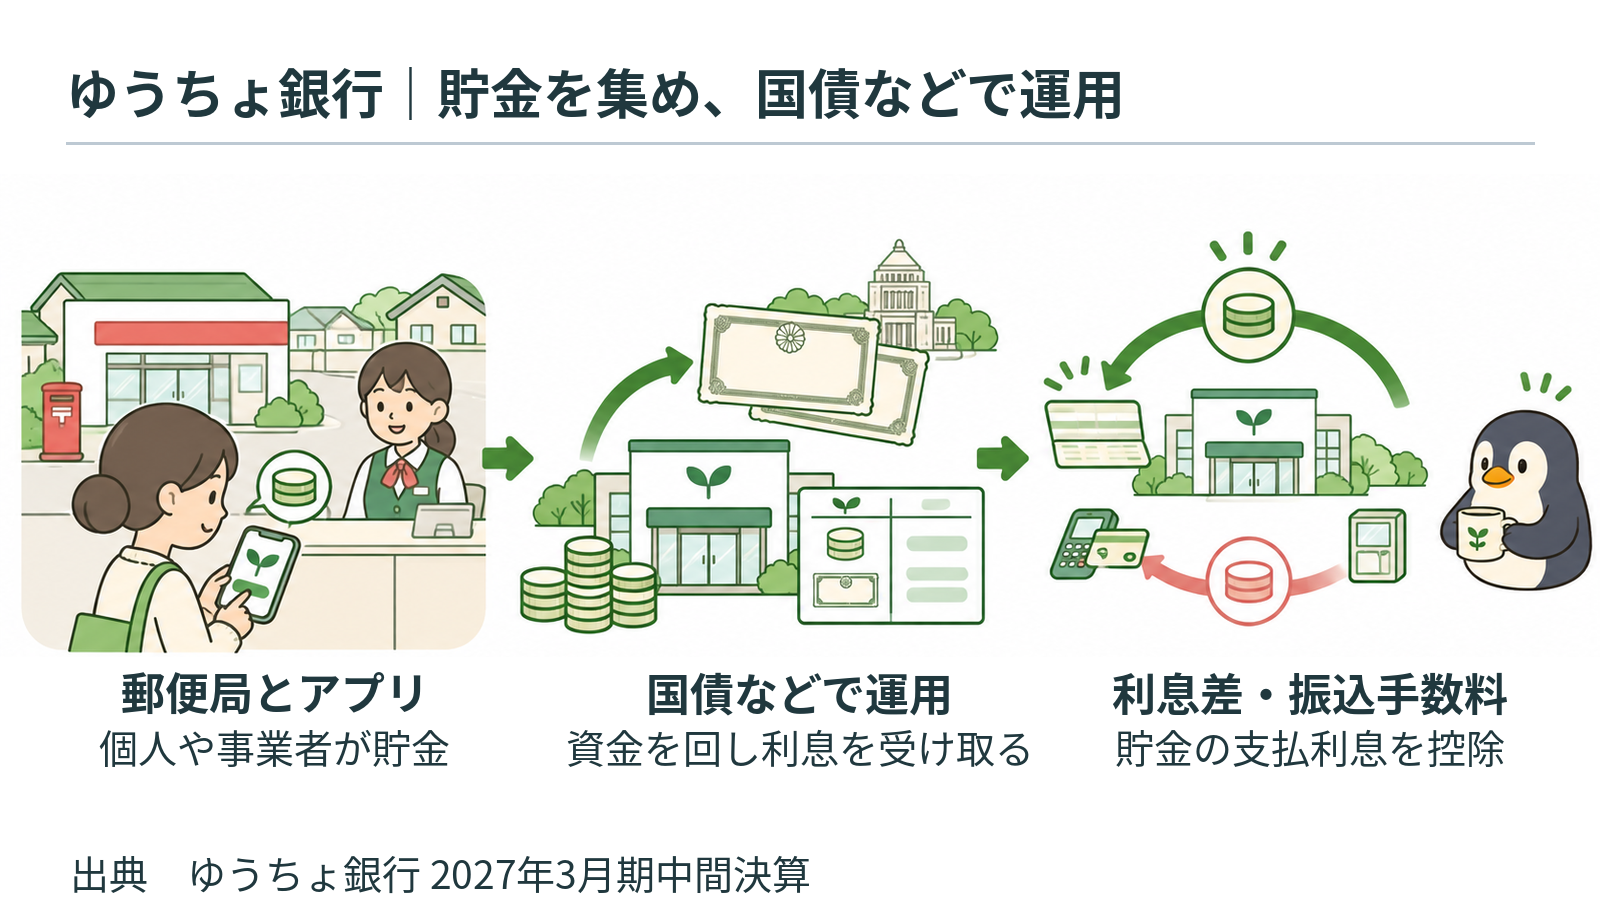 ゆうちょ銀行｜貯金を集め、国債などで運用
郵便局とアプリ
個人や事業者が貯金
国債などで運用
資金を回し利息を受け取る
利息差・振込手数料
貯金の支払利息を控除
出典　ゆうちょ銀行 2027年3月期中間決算